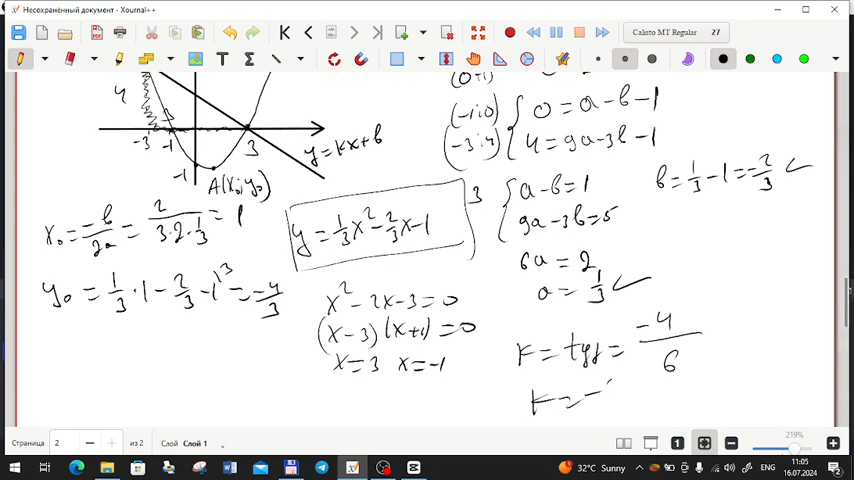 Несохранённый документ - Xournal++
Calisto MT Regular 27
4
(-1;0) 0 = a - b - 1
(-3;4) 4 = 9a - 3b - 1
-3 -1 3 y = kx + b
-1
A(x₀; y₀)
3 a - b = 1
9a - 3b = 5
b = 1/3 - 1 = -2/3
x₀ = -b/2a = 2/(3·2·1/3) = 1
y = 1/3x² - 2/3x - 1
6a = 2
a = 1/3
y₀ = 1/3 · 1 - 2/3 - 1 = -4/3
x² - 2x - 3 = 0
(x - 3)(x + 1) = 0
x = 3 x = -1
k = tgγ = -4/6
k = -
Страница 2 из 2 Слой Слой 1 219%
32°C Sunny ENG 11:05
16.07.2024